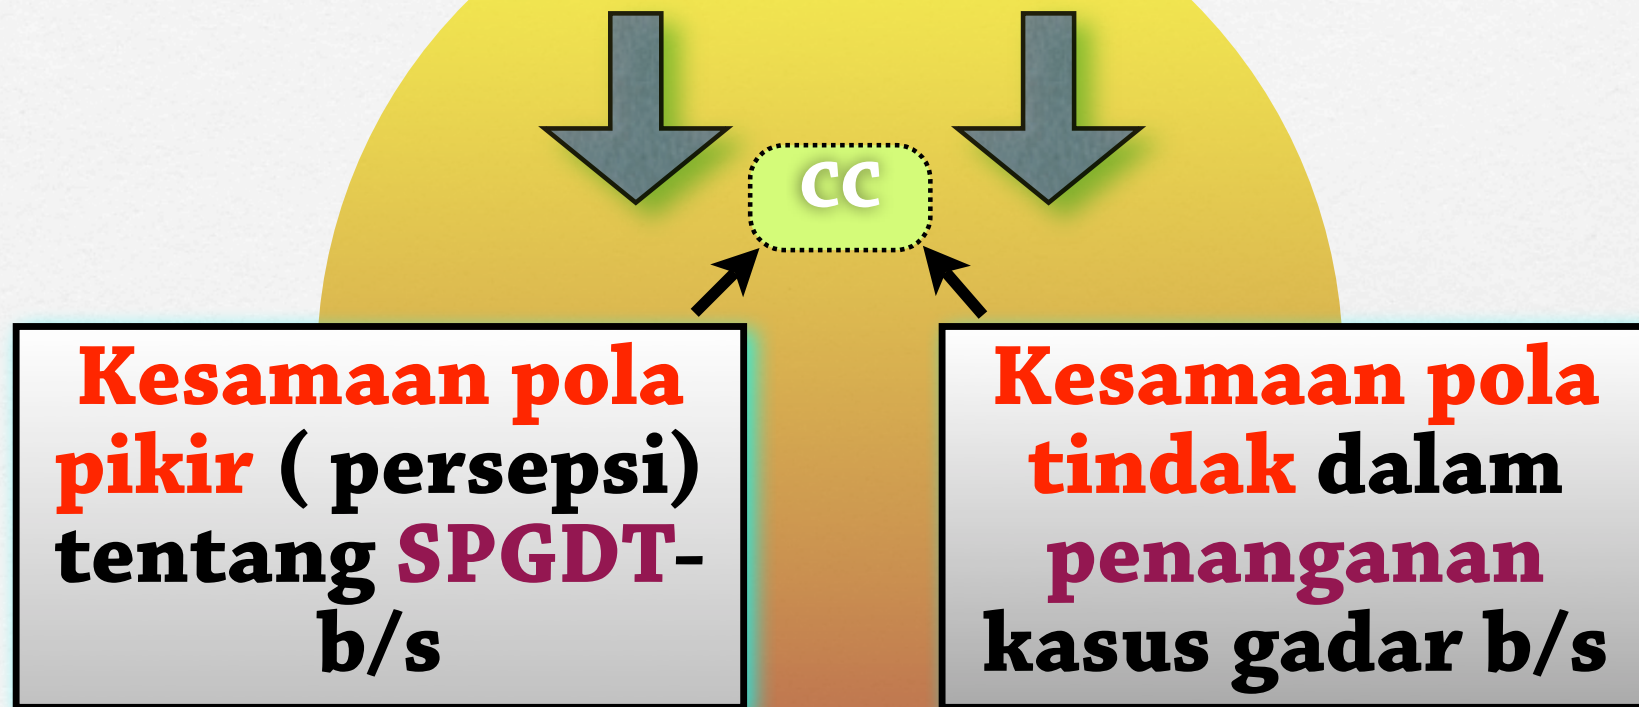 CC
Kesamaan pola
pikir ( persepsi)
tentang SPGDT-
b/s
Kesamaan pola
tindak dalam
penanganan
kasus gadar b/s